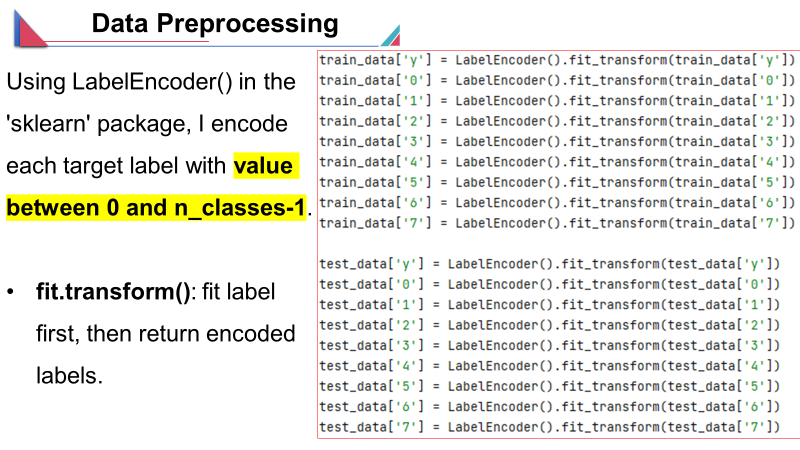 Data Preprocessing
Using LabelEncoder() in the
'sklearn' package, I encode
each target label with value
between 0 and n_classes-1.
• fit.transform(): fit label
first, then return encoded
labels.
train_data['y'] = LabelEncoder().fit_transform(train_data['y'])
train_data['0'] = LabelEncoder().fit_transform(train_data['0'])
train_data['1'] = LabelEncoder().fit_transform(train_data['1'])
train_data['2'] = LabelEncoder().fit_transform(train_data['2'])
train_data['3'] = LabelEncoder().fit_transform(train_data['3'])
train_data['4'] = LabelEncoder().fit_transform(train_data['4'])
train_data['5'] = LabelEncoder().fit_transform(train_data['5'])
train_data['6'] = LabelEncoder().fit_transform(train_data['6'])
train_data['7'] = LabelEncoder().fit_transform(train_data['7'])
test_data['y'] = LabelEncoder().fit_transform(test_data['y'])
test_data['0'] = LabelEncoder().fit_transform(test_data['0'])
test_data['1'] = LabelEncoder().fit_transform(test_data['1'])
test_data['2'] = LabelEncoder().fit_transform(test_data['2'])
test_data['3'] = LabelEncoder().fit_transform(test_data['3'])
test_data['4'] = LabelEncoder().fit_transform(test_data['4'])
test_data['5'] = LabelEncoder().fit_transform(test_data['5'])
test_data['6'] = LabelEncoder().fit_transform(test_data['6'])
test_data['7'] = LabelEncoder().fit_transform(test_data['7'])